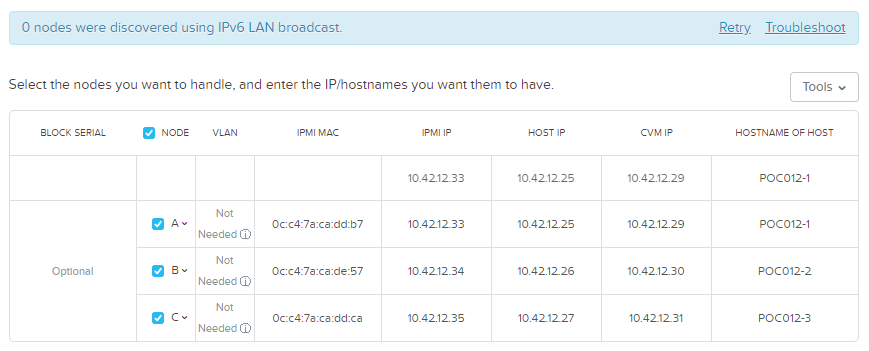 0 nodes were discovered using IPv6 LAN broadcast. Retry Troubleshoot
Select the nodes you want to handle, and enter the IP/hostnames you want them to have. Tools
BLOCK SERIAL NODE VLAN IPMI MAC IPMI IP HOST IP CVM IP HOSTNAME OF HOST
10.42.12.33 10.42.12.25 10.42.12.29 POC012-1
Optional
A Not Needed 0c:c4:7a:ca:dd:b7 10.42.12.33 10.42.12.25 10.42.12.29 POC012-1
B Not Needed 0c:c4:7a:ca:de:57 10.42.12.34 10.42.12.26 10.42.12.30 POC012-2
C Not Needed 0c:c4:7a:ca:dd:ca 10.42.12.35 10.42.12.27 10.42.12.31 POC012-3